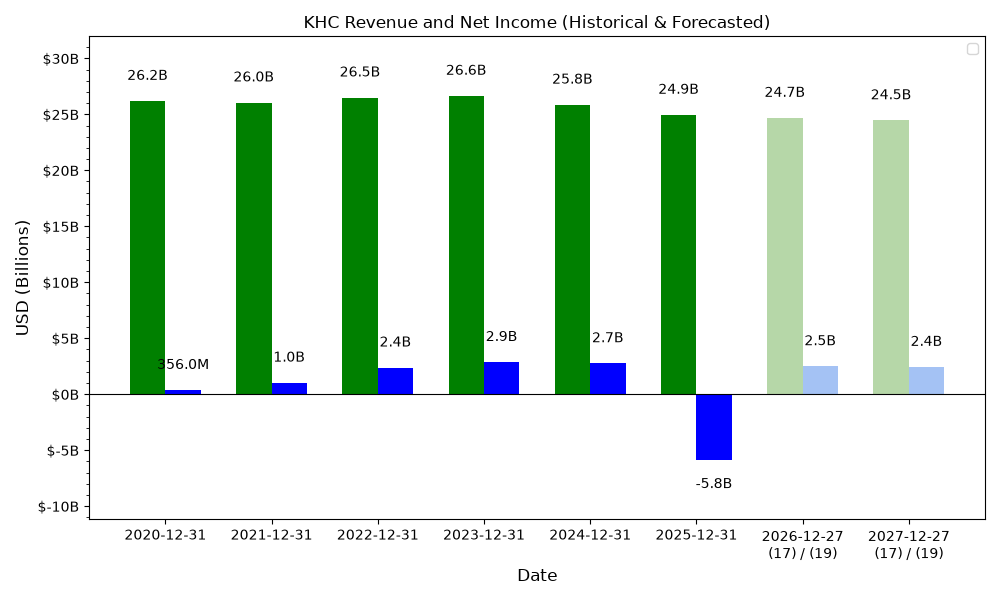 KHC Revenue and Net Income (Historical & Forecasted)
USD (Billions)
$30B
$25B
$20B
$15B
$10B
$5B
$0B
$-5B
$-10B
26.2B
26.0B
26.5B
26.6B
25.8B
24.9B
24.7B
24.5B
356.0M
1.0B
2.4B
2.9B
2.7B
-5.8B
2.5B
2.4B
2020-12-31
2021-12-31
2022-12-31
2023-12-31
2024-12-31
2025-12-31
2026-12-27
(17) / (19)
2027-12-27
(17) / (19)
Date